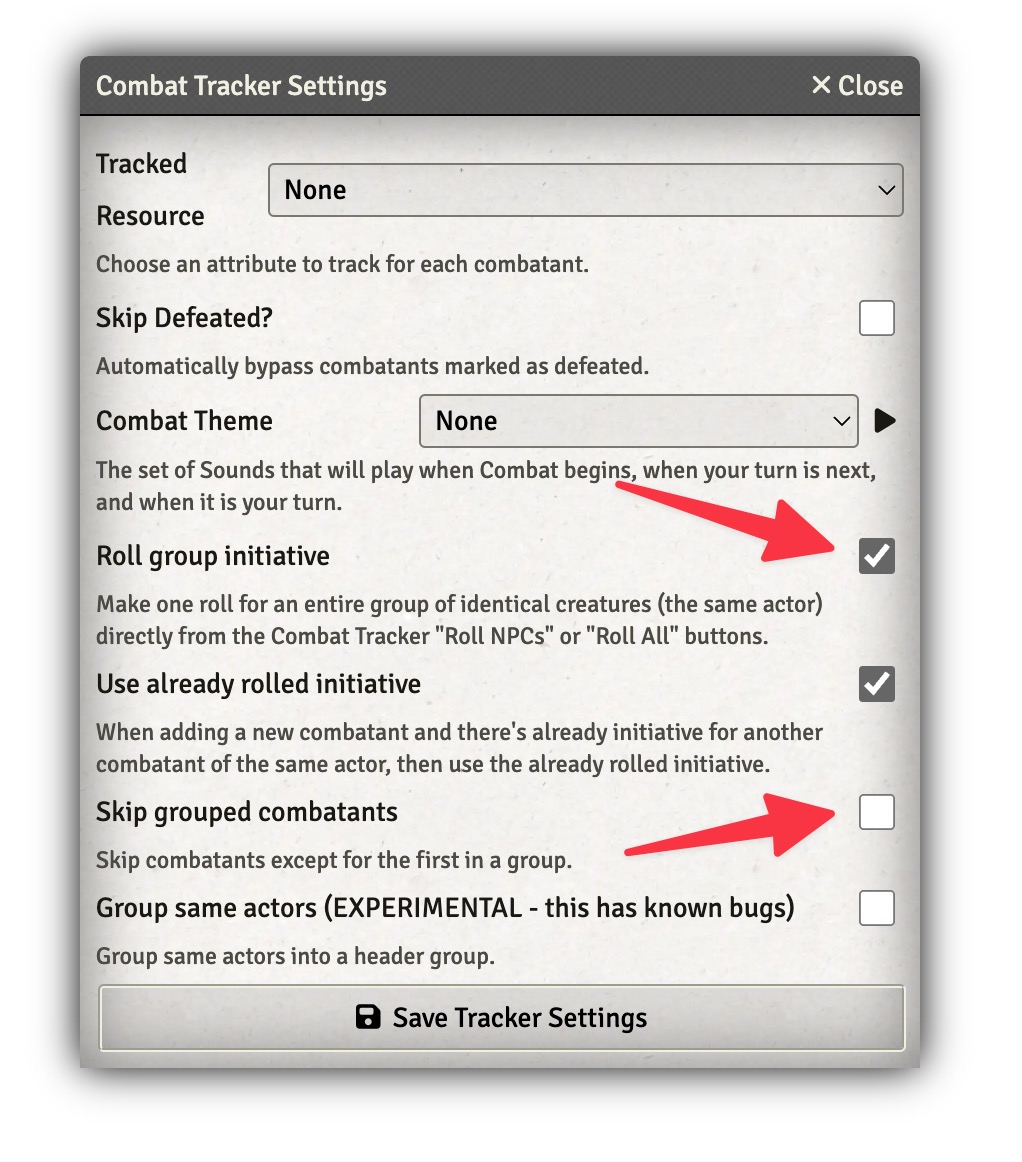 Combat Tracker Settings
Close
Tracked
Resource
None
Choose an attribute to track for each combatant.
Skip Defeated?
Automatically bypass combatants marked as defeated.
Combat Theme
None
The set of Sounds that will play when Combat begins, when your turn is next,
and when it is your turn.
Roll group initiative
Make one roll for an entire group of identical creatures (the same actor)
directly from the Combat Tracker "Roll NPCs" or "Roll All" buttons.
Use already rolled initiative
When adding a new combatant and there's already initiative for another
combatant of the same actor, then use the already rolled initiative.
Skip grouped combatants
Skip combatants except for the first in a group.
Group same actors (EXPERIMENTAL - this has known bugs)
Group same actors into a header group.
Save Tracker Settings